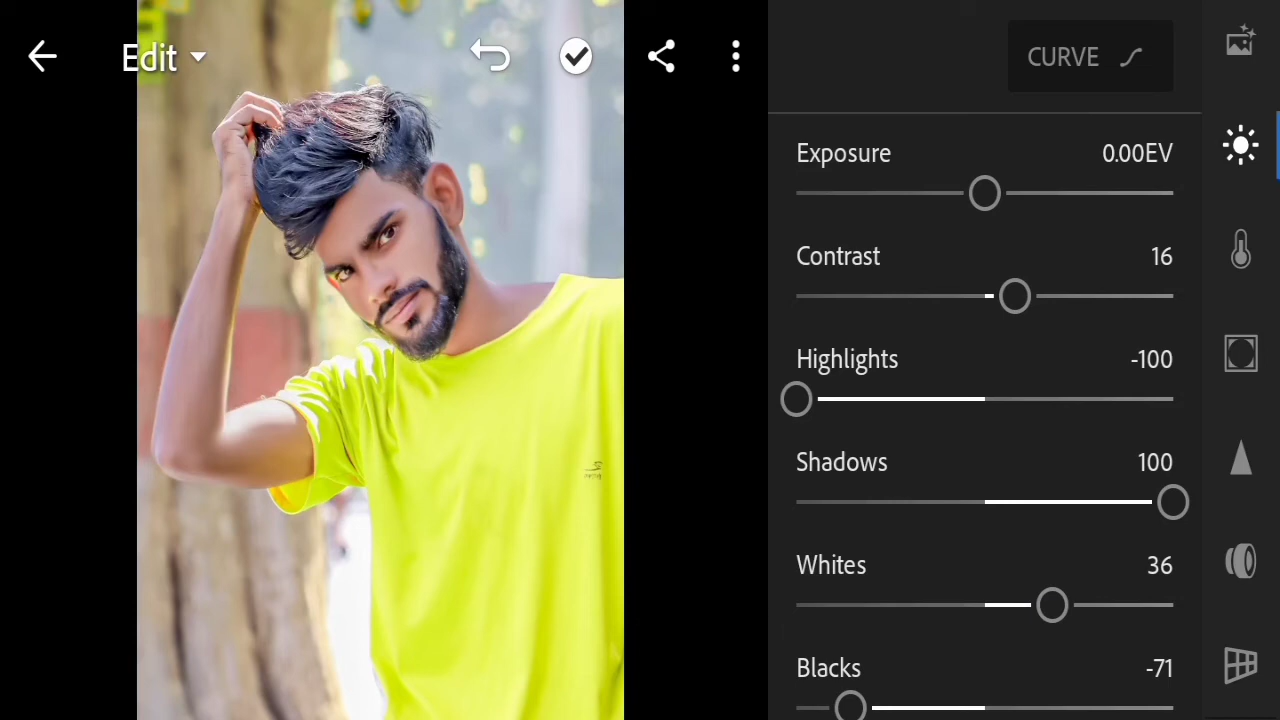 Edit
CURVE
Exposure 0.00EV
Contrast 16
Highlights -100
Shadows 100
Whites 36
Blacks -71